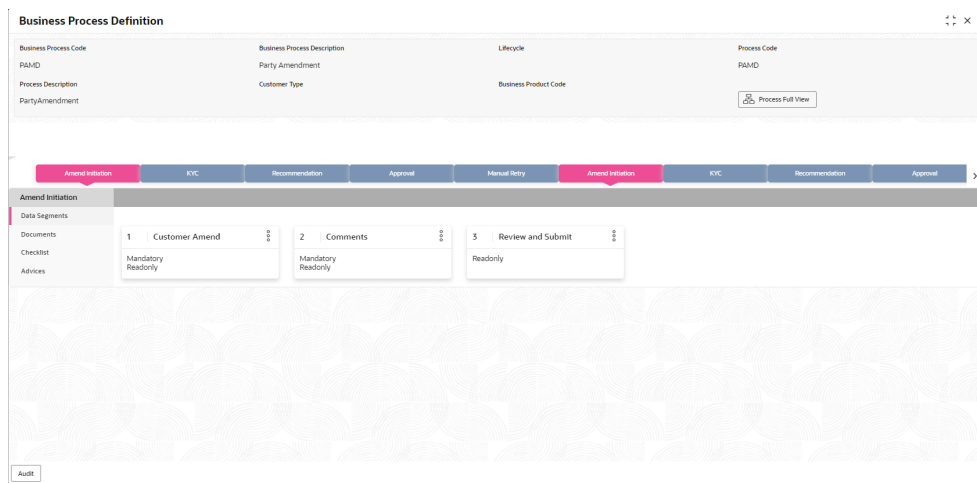 Business Process Definition
Business Process Code Business Process Description Lifecycle Process Code
PAMD Party Amendment PAMD
Process Description Customer Type Business Product Code
PartyAmendment Process Full View
Amend Initiation KYC Recommendation Approval Manual Retry Amend Initiation KYC Recommendation Approval
Amend Initiation
Data Segments
Documents 1 Customer Amend 2 Comments 3 Review and Submit
Checklist Mandatory Mandatory Readonly
Readonly Readonly
Advices
Audit